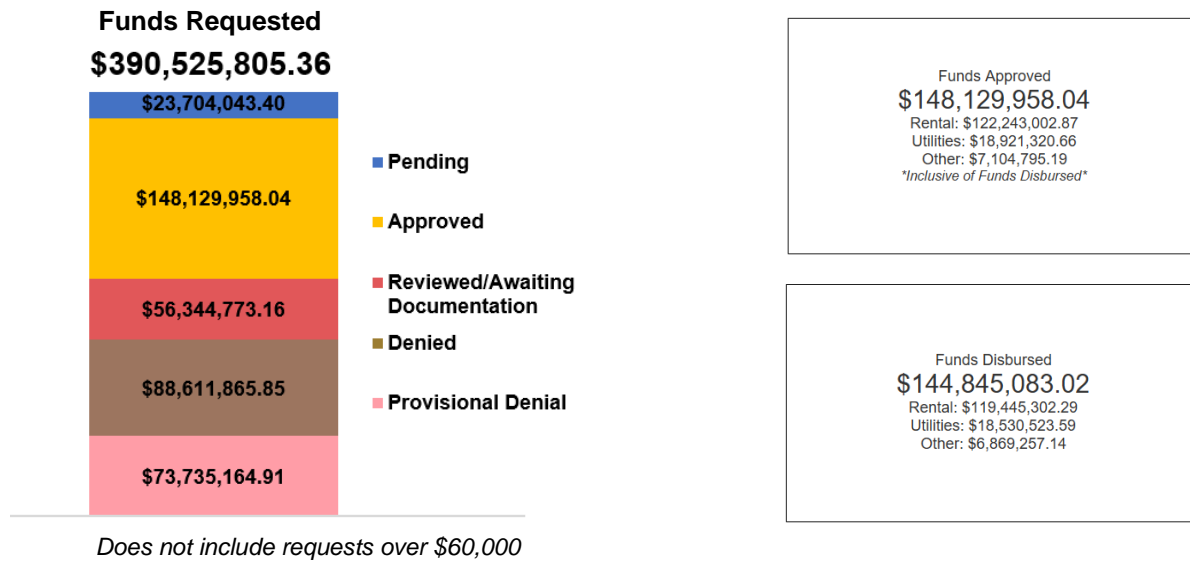 Funds Requested
$390,525,805.36
$23,704,043.40
$148,129,958.04
$56,344,773.16
$88,611,865.85
$73,735,164.91
Pending
Approved
Reviewed/Awaiting
Documentation
Denied
Provisional Denial
Does not include requests over $60,000
Funds Approved
$148,129,958.04
Rental: $122,243,002.87
Utilities: $18,921,320.66
Other: $7,104,795.19
*Inclusive of Funds Disbursed*
Funds Disbursed
$144,845,083.02
Rental: $119,445,302.29
Utilities: $18,530,523.59
Other: $6,869,257.14